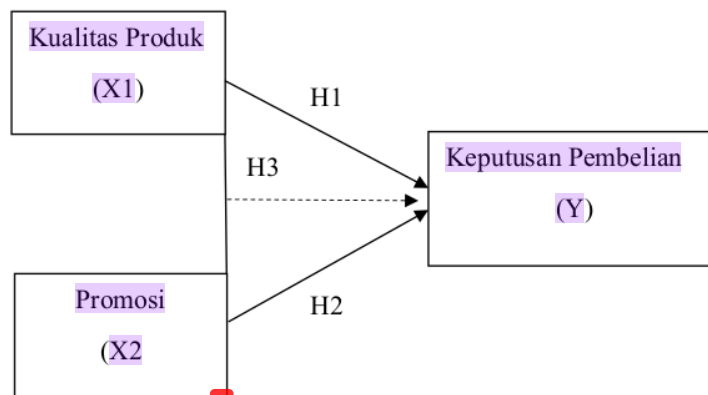 Kualitas Produk
(X1)
H1
H3
Keputusan Pembelian
(Y)
Promosi
(X2
H2